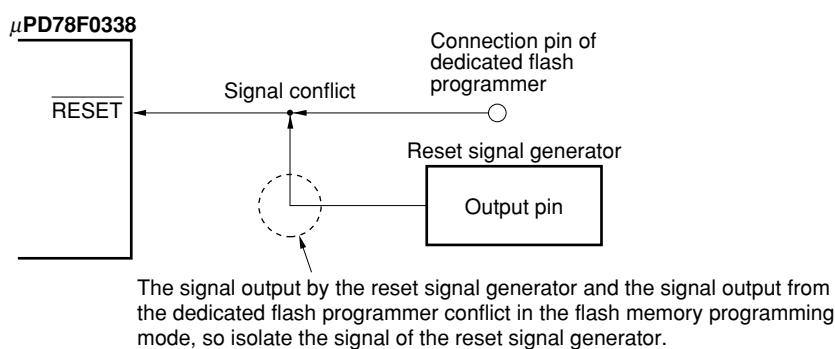 μPD78F0338
Connection pin of
dedicated flash
programmer
Signal conflict
RESET
Reset signal generator
Output pin
The signal output by the reset signal generator and the signal output from
the dedicated flash programmer conflict in the flash memory programming
mode, so isolate the signal of the reset signal generator.